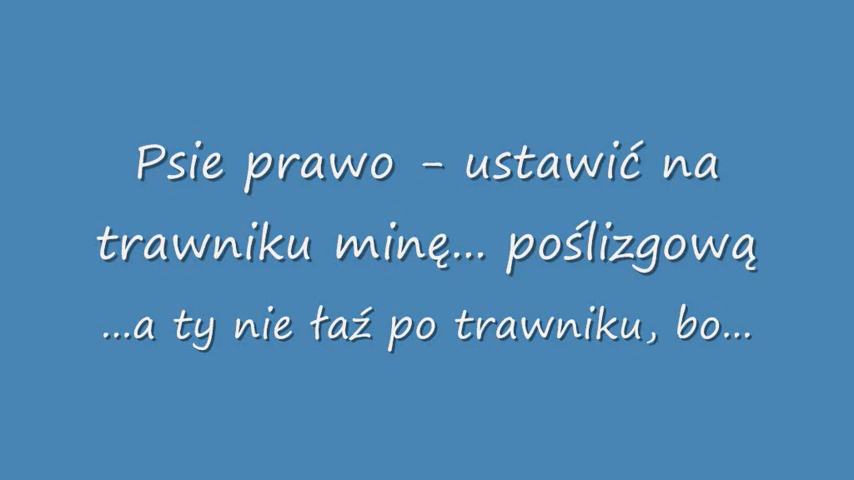 Psie prawo - ustawić na
trawniku minę... poślizgową
...a ty nie łaź po trawniku, bo...